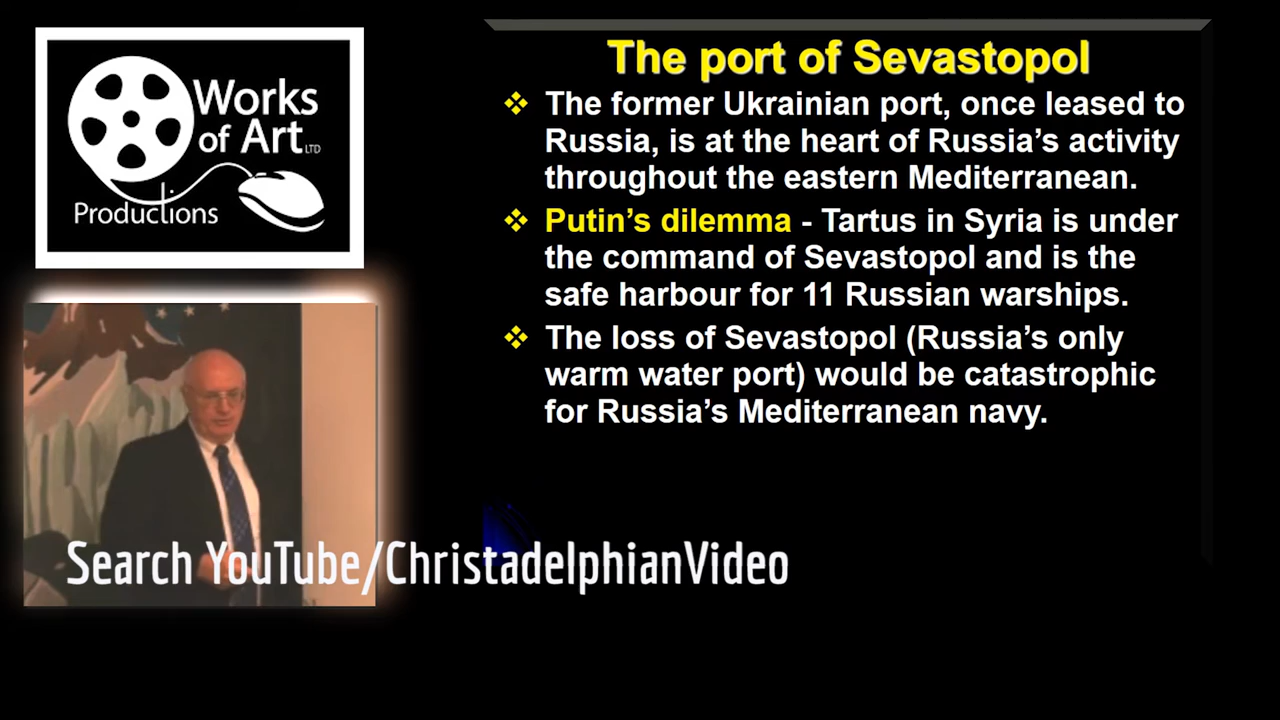 Works
of Art LTD
Productions
The port of Sevastopol
❖ The former Ukrainian port, once leased to
Russia, is at the heart of Russia’s activity
throughout the eastern Mediterranean.
❖ Putin’s dilemma - Tartus in Syria is under
the command of Sevastopol and is the
safe harbour for 11 Russian warships.
❖ The loss of Sevastopol (Russia’s only
warm water port) would be catastrophic
for Russia’s Mediterranean navy.
Search YouTube/ChristadelphianVideo